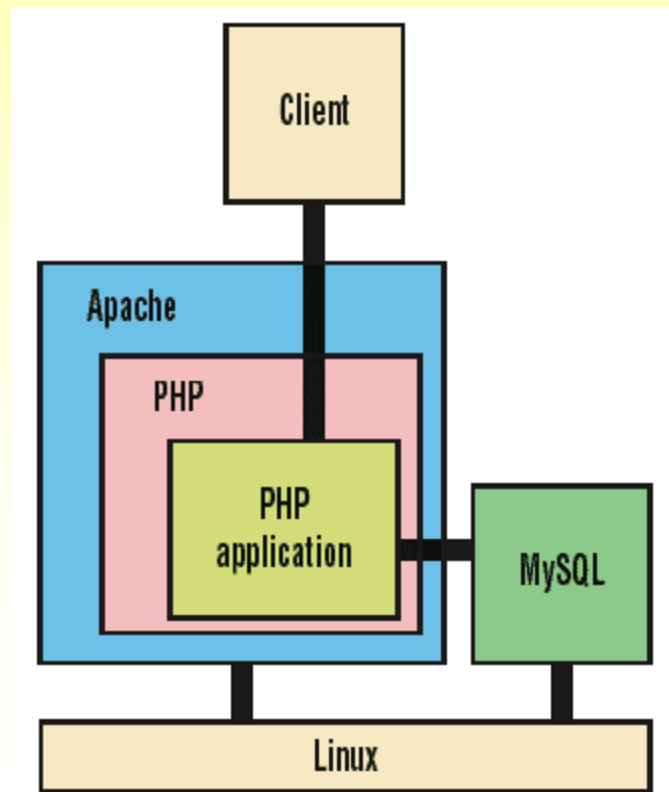 Client
Apache
PHP
PHP
application
MySQL
Linux